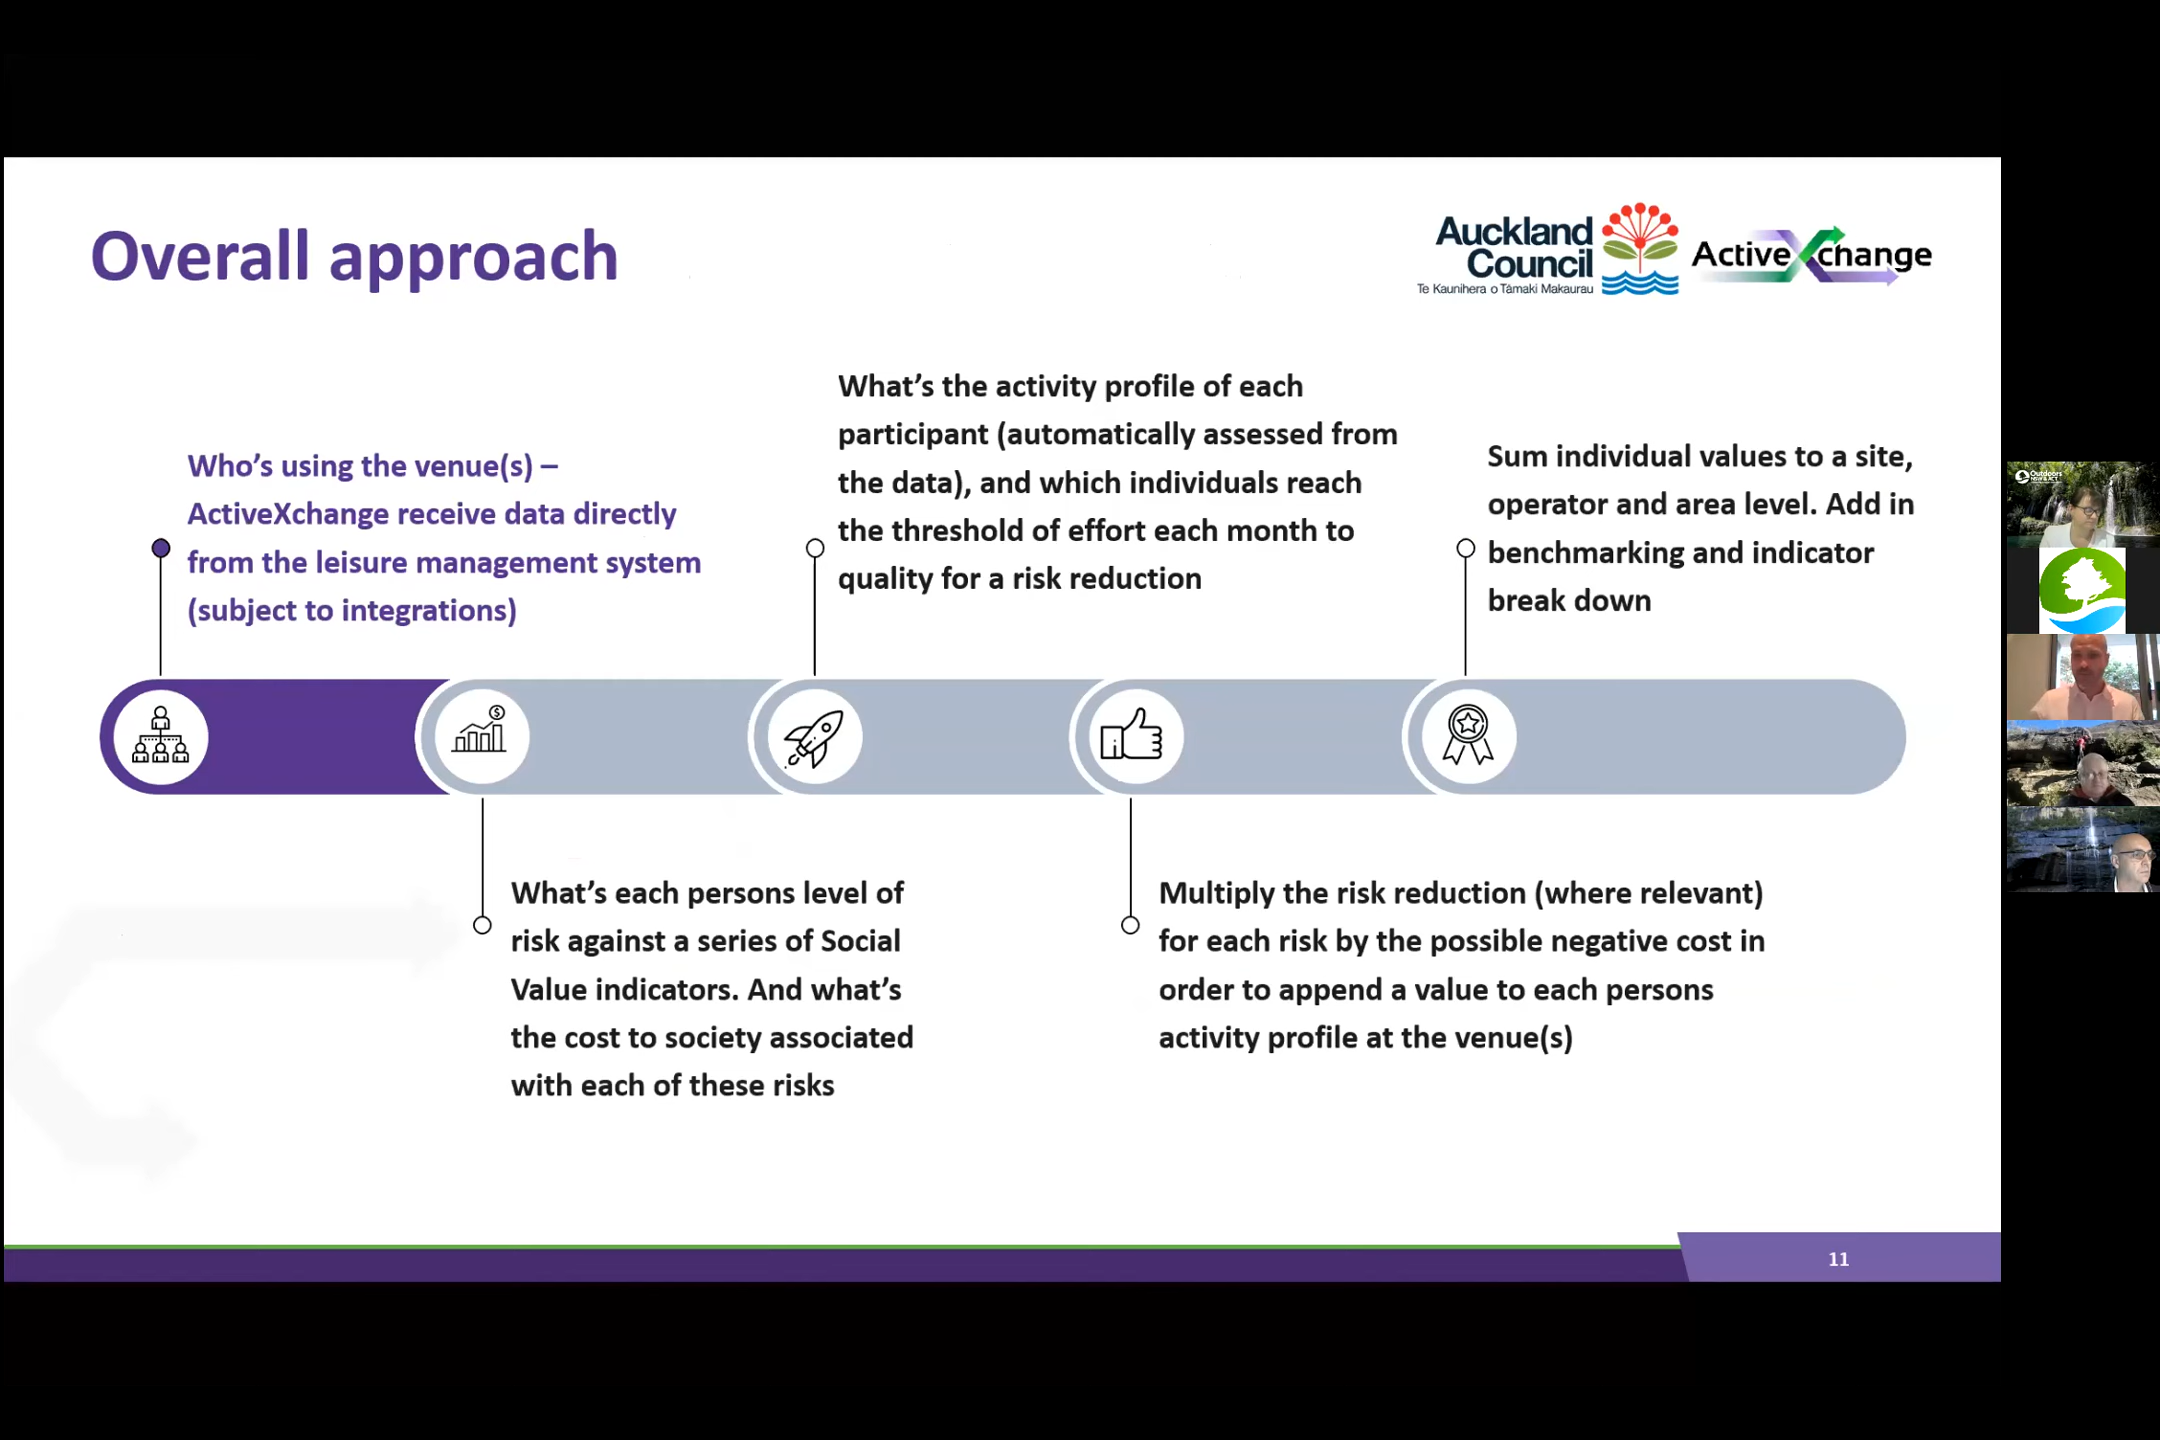 Overall approach
Auckland
Council
Te Kaunihera o Tāmaki Makaurau
ActiveXchange
Who’s using the venue(s) –
ActiveXchange receive data directly
from the leisure management system
(subject to integrations)
What’s each persons level of
risk against a series of Social
Value indicators. And what’s
the cost to society associated
with each of these risks
What’s the activity profile of each
participant (automatically assessed from
the data), and which individuals reach
the threshold of effort each month to
quality for a risk reduction
Multiply the risk reduction (where relevant)
for each risk by the possible negative cost in
order to append a value to each persons
activity profile at the venue(s)
Sum individual values to a site,
operator and area level. Add in
benchmarking and indicator
break down
$
11
Outdoors
NSW & ACT